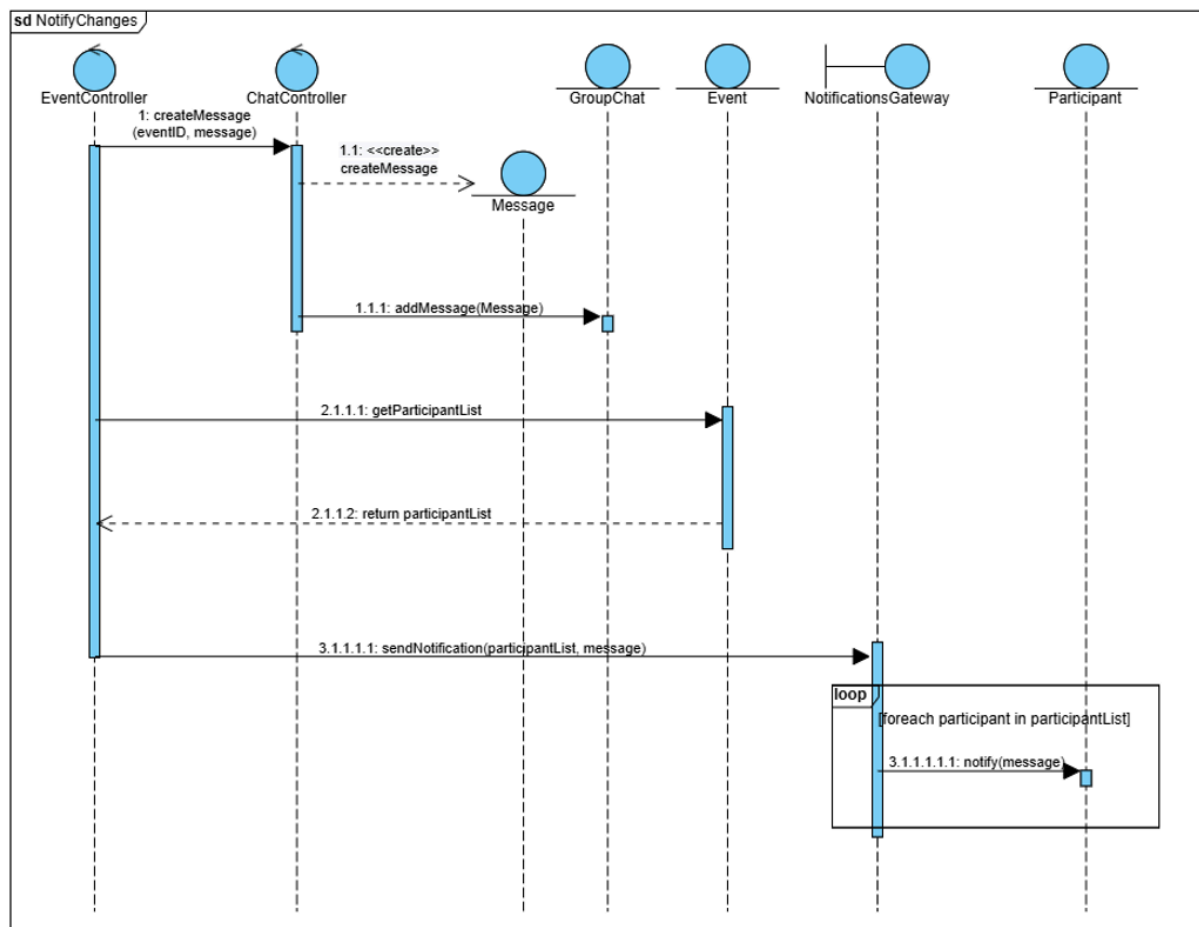 sd NotifyChanges
EventController
ChatController
GroupChat
Event
NotificationsGateway
Participant
1: createMessage
(eventID, message)
1.1: <<create>>
createMessage
Message
1.1.1: addMessage(Message)
2.1.1.1: getParticipantList
2.1.1.2: return participantList
3.1.1.1.1: sendNotification(participantList, message)
loop
[foreach participant in participantList]
3.1.1.1.1.1: notify(message)